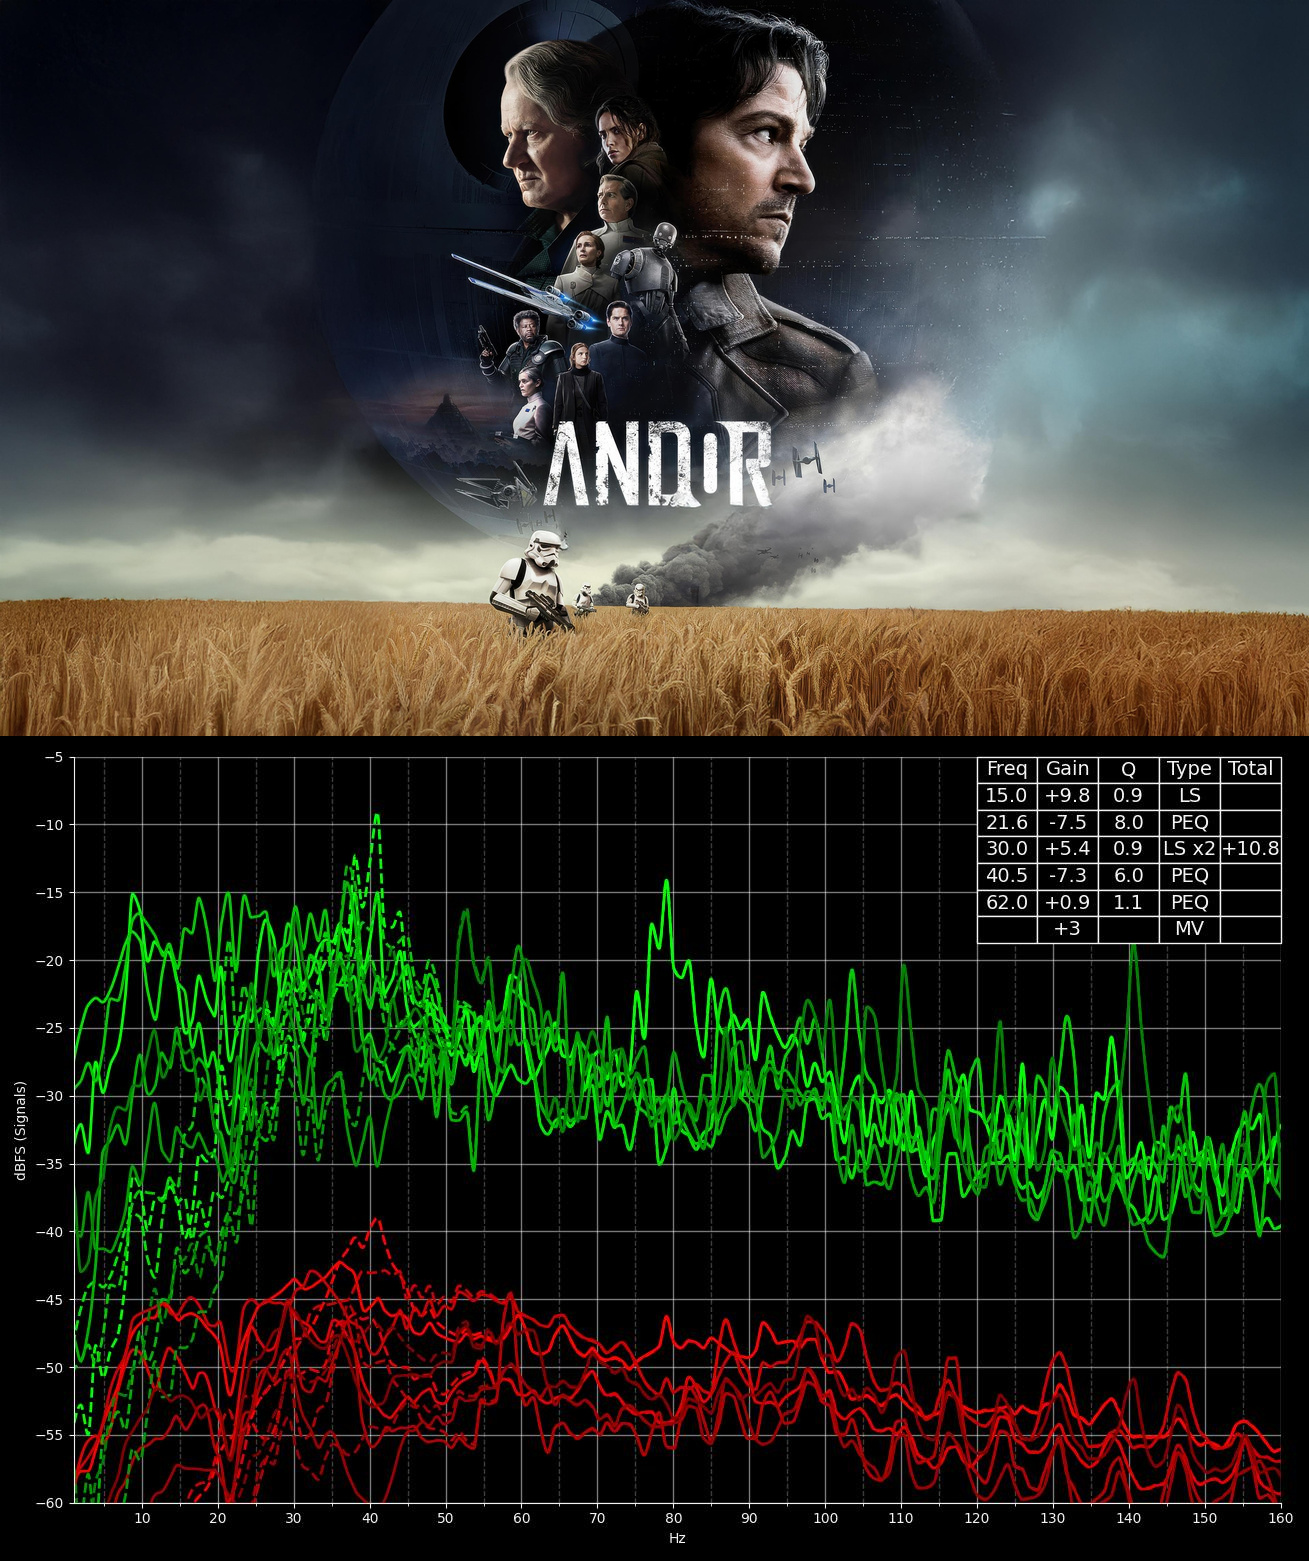 ANDOR
Freq Gain Q Type Total
15.0 +9.8 0.9 LS
21.6 -7.5 8.0 PEQ
30.0 +5.4 0.9 LS x2 +10.8
40.5 -7.3 6.0 PEQ
62.0 +0.9 1.1 PEQ
+3 MV
−5
−10
−15
−20
−25
−30
−35
−40
−45
−50
−55
−60
dBFS (Signals)
10 20 30 40 50 60 70 80 90 100 110 120 130 140 150 160
Hz